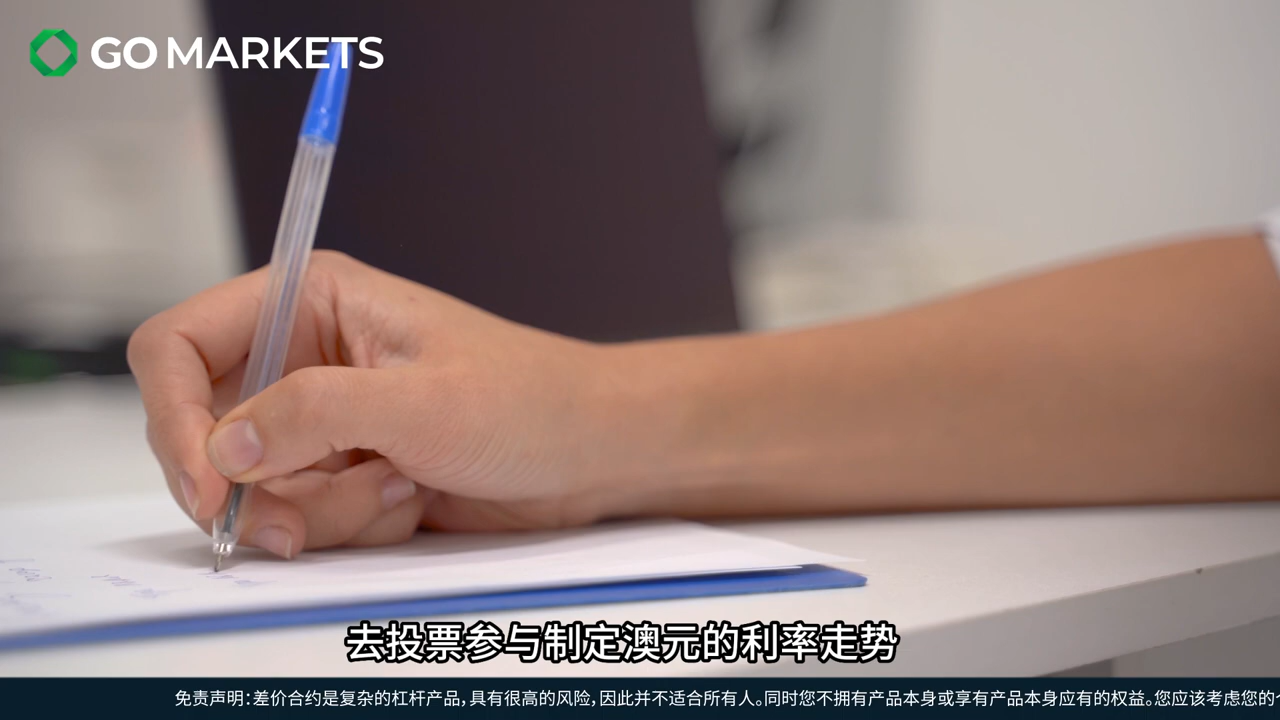 GO MARKETS
去投票参与制定澳元的利率走势
免责声明：差价合约是复杂的杠杆产品，具有很高的风险，因此并不适合所有人。同时您不拥有产品本身或享有产品本身应有的权益。您应该考虑您的